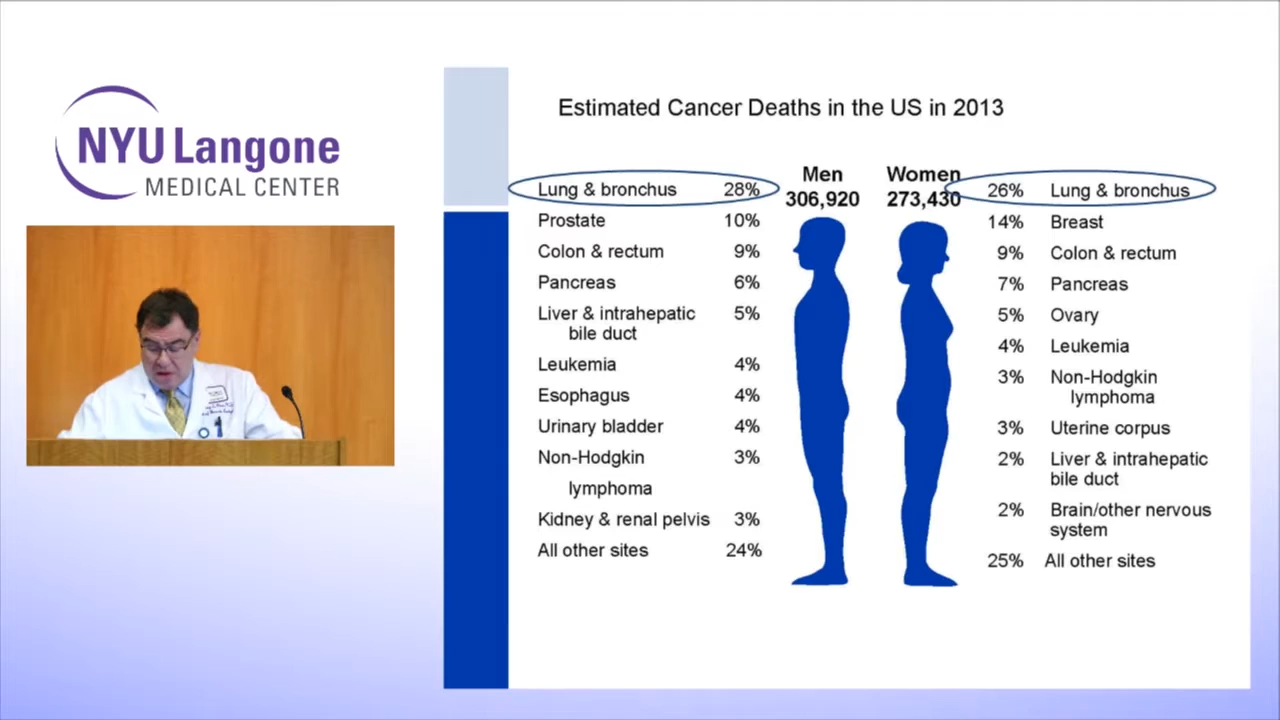 NYU Langone
MEDICAL CENTER
Estimated Cancer Deaths in the US in 2013
Men
306,920
Women
273,430
Lung & bronchus 28%
Prostate 10%
Colon & rectum 9%
Pancreas 6%
Liver & intrahepatic 5%
bile duct
Leukemia 4%
Esophagus 4%
Urinary bladder 4%
Non-Hodgkin 3%
lymphoma
Kidney & renal pelvis 3%
All other sites 24%
26% Lung & bronchus
14% Breast
9% Colon & rectum
7% Pancreas
5% Ovary
4% Leukemia
3% Non-Hodgkin
lymphoma
3% Uterine corpus
2% Liver & intrahepatic
bile duct
2% Brain/other nervous
system
25% All other sites